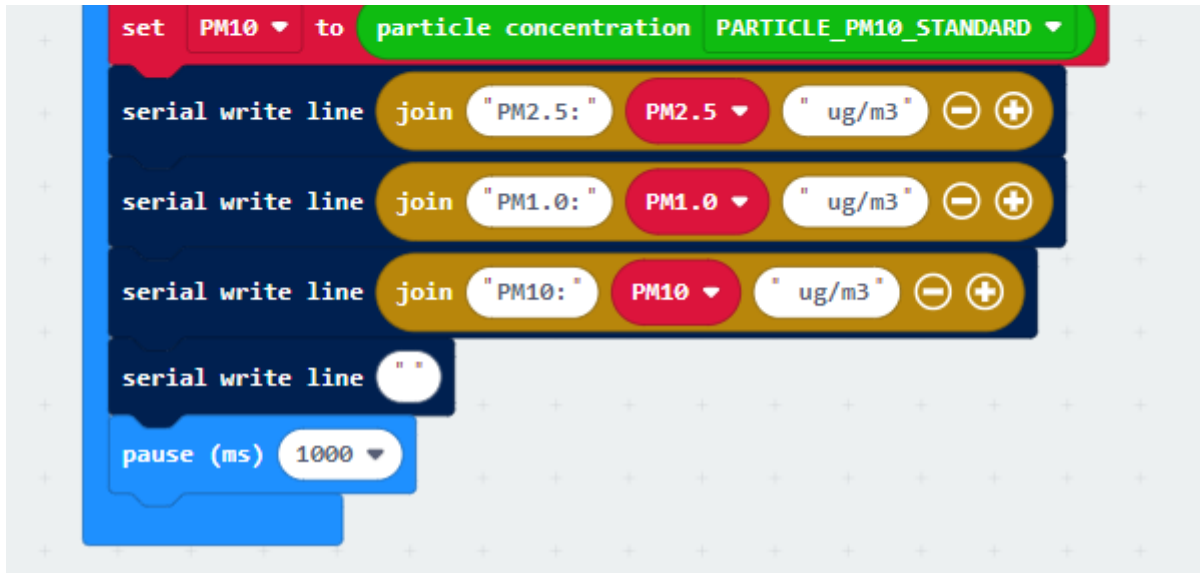 set PM10 to particle concentration PARTICLE_PM10_STANDARD
serial write line join "PM2.5:" PM2.5 " ug/m3"
serial write line join "PM1.0:" PM1.0 " ug/m3"
serial write line join "PM10:" PM10 " ug/m3"
serial write line " "
pause (ms) 1000